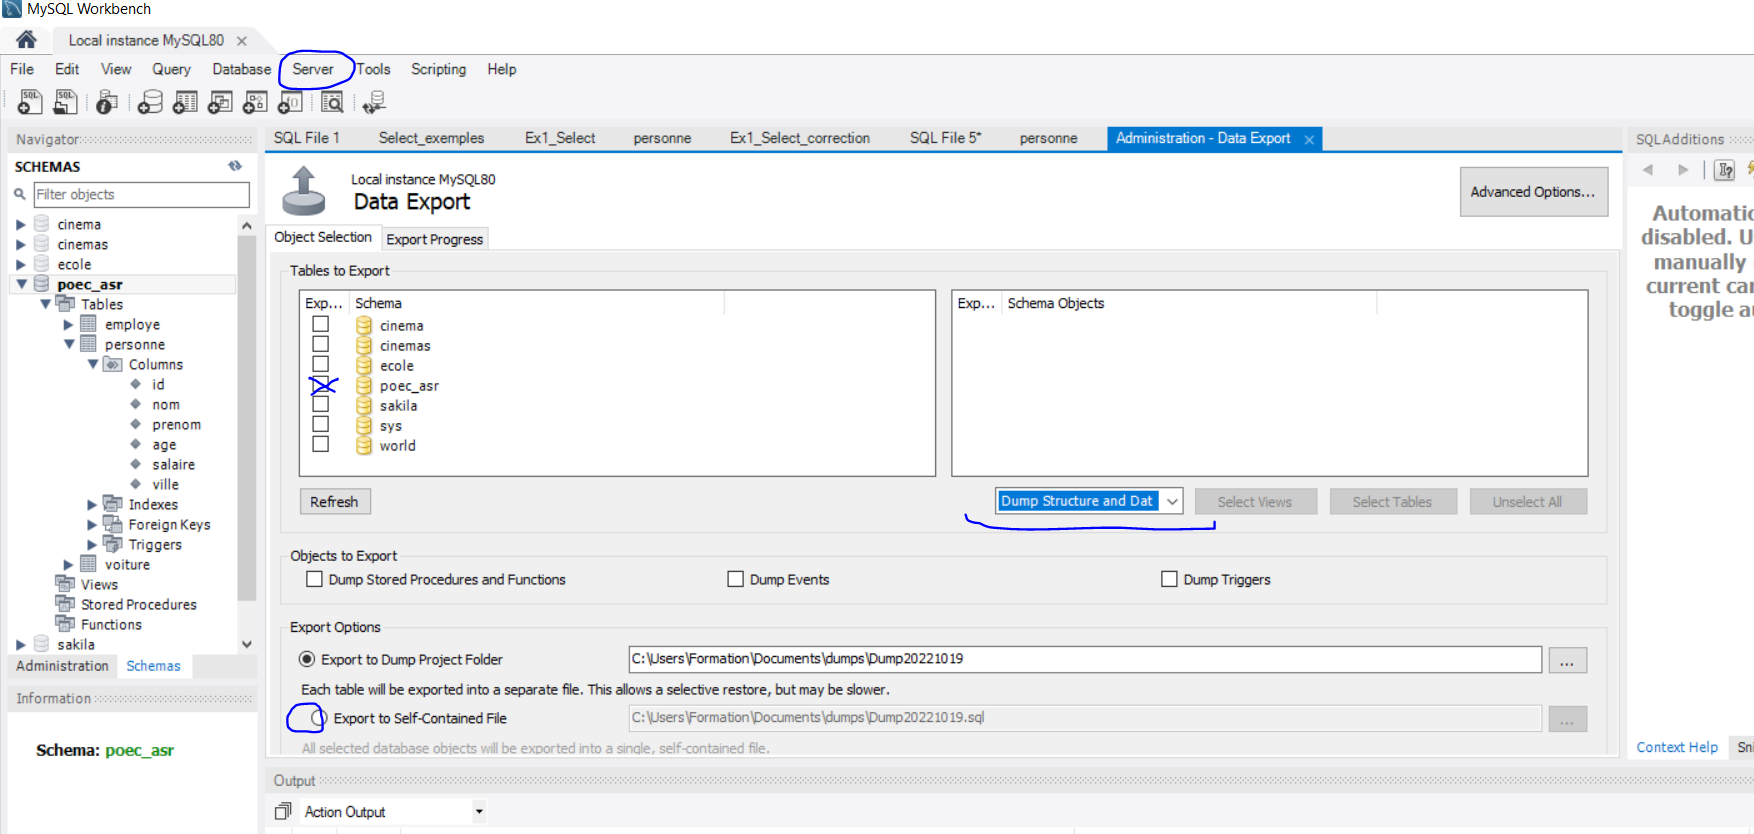 MySQL Workbench
Local instance MySQL80
File Edit View Query Database Server Tools Scripting Help
Navigator
SCHEMAS
Filter objects
cinema
cinemas
ecole
poec_asr
Tables
employe
personne
Columns
id
nom
prenom
age
salaire
ville
Indexes
Foreign Keys
Triggers
voiture
Views
Stored Procedures
Functions
sakila
Administration Schemas
Information
Schema: poec_asr
SQL File 1 Select_exemples Ex1_Select personne Ex1_Select_correction SQL File 5* personne Administration - Data Export
Local instance MySQL80
Data Export
Advanced Options...
Object Selection Export Progress
Tables to Export
Exp... Schema
cinema
cinemas
ecole
poec_asr
sakila
sys
world
Exp... Schema Objects
Refresh
Dump Structure and Dat Select Views Select Tables Unselect All
Objects to Export
Dump Stored Procedures and Functions Dump Events Dump Triggers
Export Options
Export to Dump Project Folder C:\Users\Formation\Documents\dumps\Dump20221019 ...
Each table will be exported into a separate file. This allows a selective restore, but may be slower.
Export to Self-Contained File C:\Users\Formation\Documents\dumps\Dump20221019.sql ...
All selected database objects will be exported into a single, self-contained file.
Output
Action Output
SQLAdditions
Automatic
disabled. U
manually
current car
toggle au
Context Help Sni